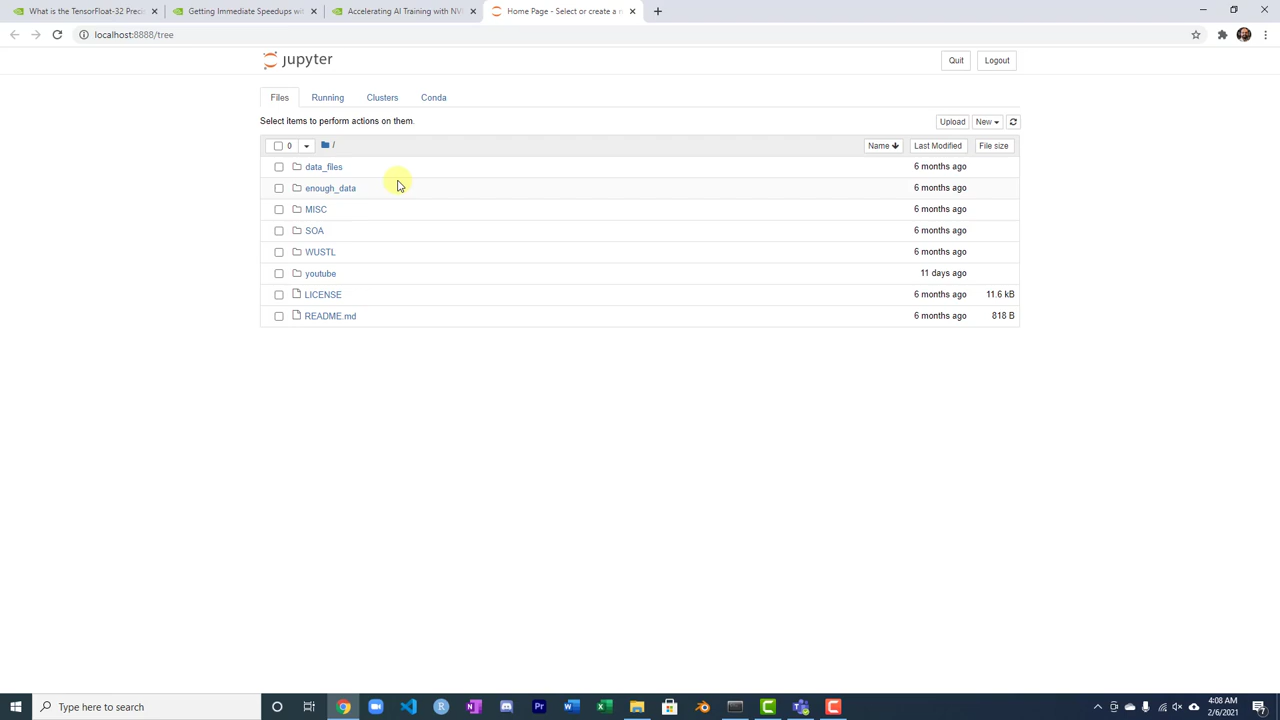 What is the TensorFloat-32 Preci
Getting Immediate Speedups with
Accelerating AI Training with NVI
Home Page - Select or create a n
localhost:8888/tree
jupyter
Quit
Logout
Files
Running
Clusters
Conda
Select items to perform actions on them.
Upload
New
0
/
Name
Last Modified
File size
data_files
6 months ago
enough_data
6 months ago
MISC
6 months ago
SOA
6 months ago
WUSTL
6 months ago
youtube
11 days ago
LICENSE
6 months ago
11.6 kB
README.md
6 months ago
818 B
Type here to search
4:08 AM
2/6/2021